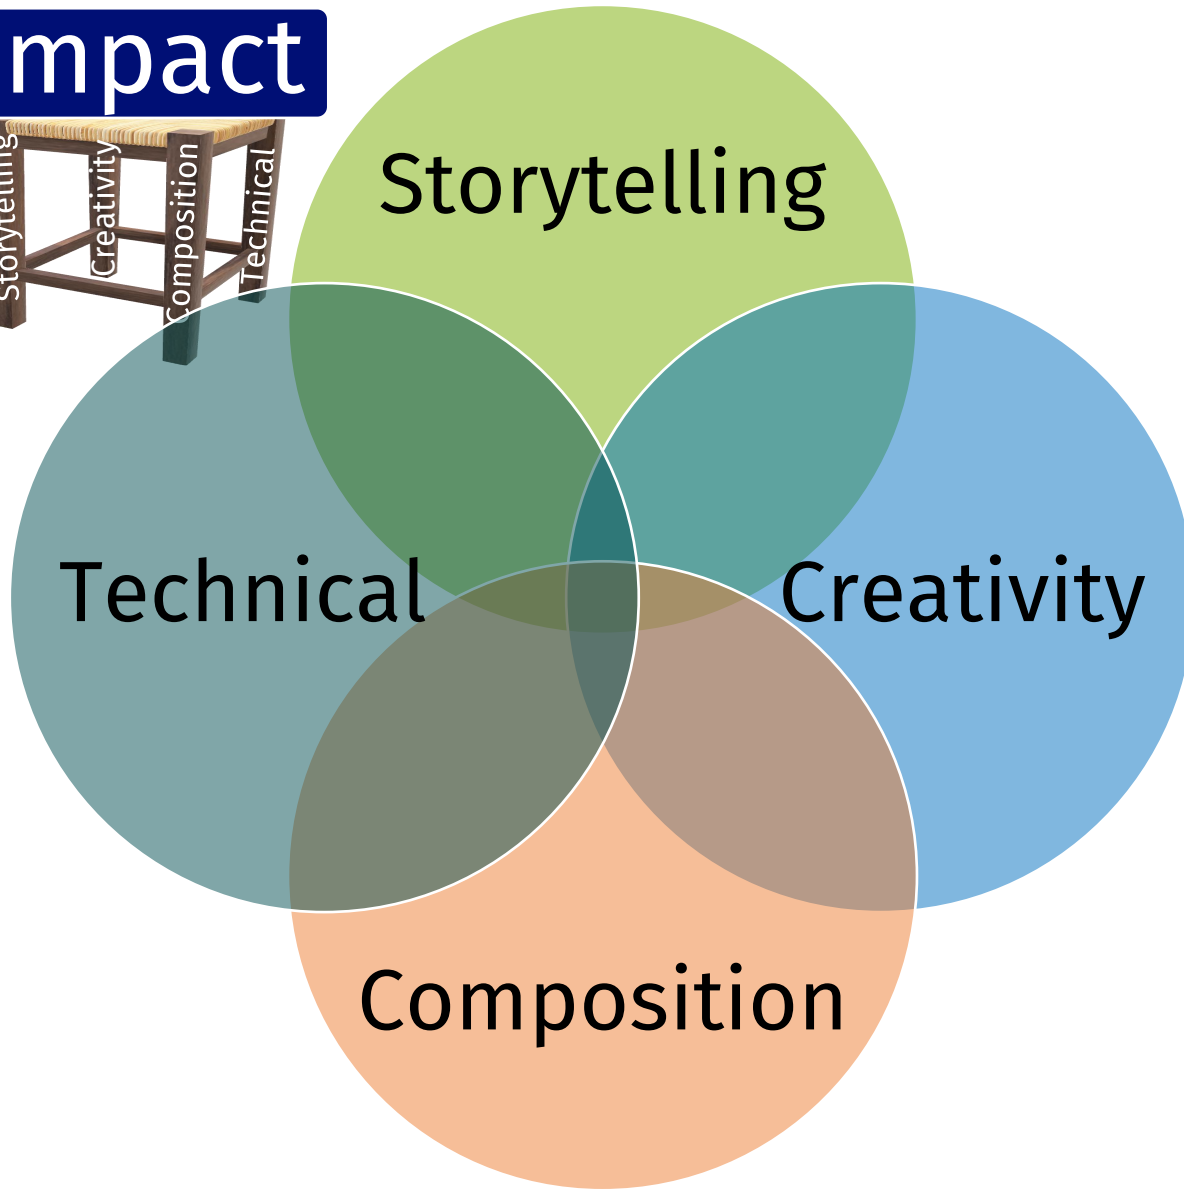 mpact
Storytelling
Creativity
Composition
Technical
Storytelling
Technical
Creativity
Composition